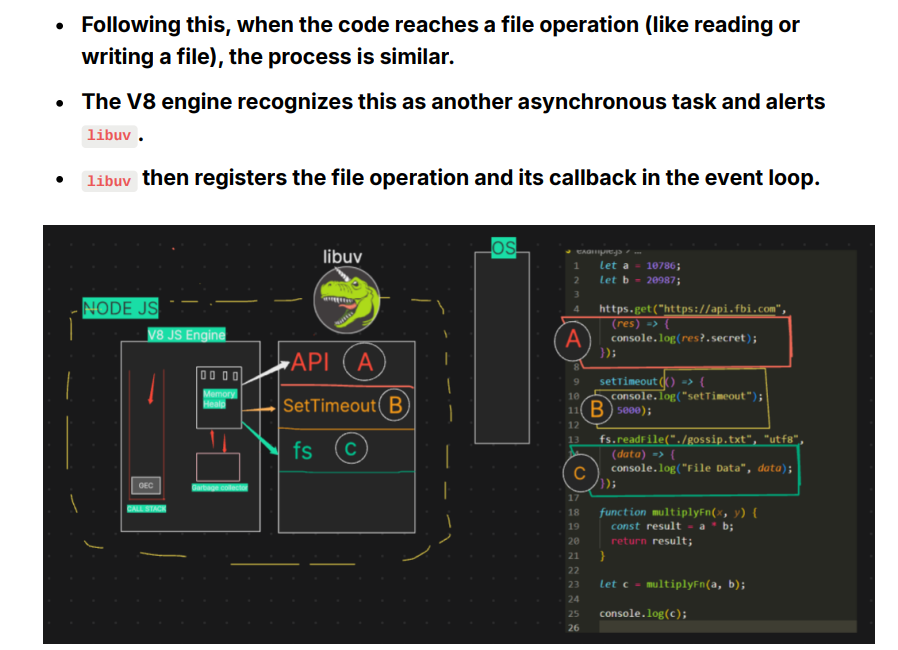 Following this, when the code reaches a file operation (like reading or
writing a file), the process is similar.
The V8 engine recognizes this as another asynchronous task and alerts
libuv .
libuv then registers the file operation and its callback in the event loop.
libuv
OS
NODE JS
V8 JS Engine
API A
SetTimeout B
fs C
Memory
Heap
GEC
CALL STACK
Garbage collector
examplejs > ...
1 let a = 10786;
2 let b = 20987;
3
4 https.get("https://api.fbi.com",
(res) => {
console.log(res?.secret);
});
A
8
9 setTimeout(() => {
10 console.log("setTimeout");
11 5000);
B
12
13 fs.readFile("./gossip.txt", "utf8",
(data) => {
console.log("File Data", data);
});
C
17
18 function multiplyFn(x, y) {
19 const result = a * b;
20 return result;
21 }
22
23 let c = multiplyFn(a, b);
24
25 console.log(c);
26